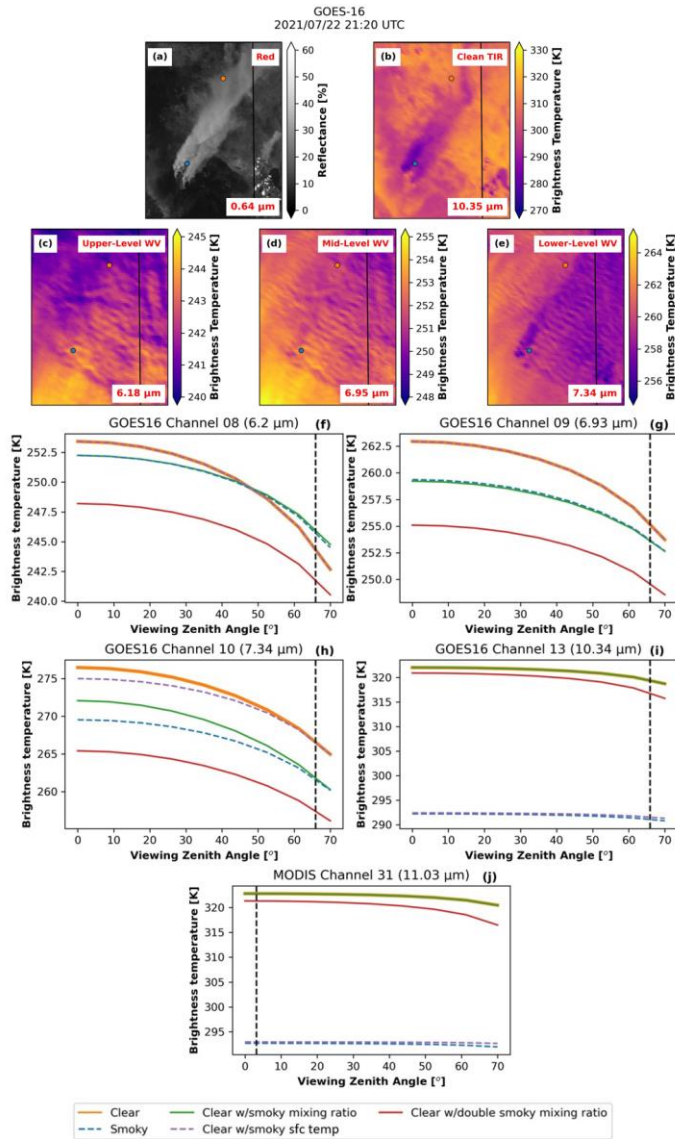 GOES-16
2021/07/22 21:20 UTC
(a)
Red
0.64 µm
0
10
20
30
40
50
60
Reflectance [%]
(b)
Clean TIR
10.35 µm
270
280
290
300
310
320
330
Brightness Temperature [K]
(c)
Upper-Level WV
6.18 µm
240
241
242
243
244
245
Brightness Temperature [K]
(d)
Mid-Level WV
6.95 µm
248
249
250
251
252
253
254
255
Brightness Temperature [K]
(e)
Lower-Level WV
7.34 µm
256
258
260
262
264
Brightness Temperature [K]
GOES16 Channel 08 (6.2 µm)
(f)
Brightness temperature [K]
252.5
250.0
247.5
245.0
242.5
240.0
0 10 20 30 40 50 60 70
Viewing Zenith Angle [°]
GOES16 Channel 09 (6.93 µm)
(g)
Brightness temperature [K]
262.5
260.0
257.5
255.0
252.5
250.0
0 10 20 30 40 50 60 70
Viewing Zenith Angle [°]
GOES16 Channel 10 (7.34 µm)
(h)
Brightness temperature [K]
275
270
265
260
0 10 20 30 40 50 60 70
Viewing Zenith Angle [°]
GOES16 Channel 13 (10.34 µm)
(i)
Brightness temperature [K]
320
315
310
305
300
295
290
0 10 20 30 40 50 60 70
Viewing Zenith Angle [°]
MODIS Channel 31 (11.03 µm)
(j)
Brightness temperature [K]
320
315
310
305
300
295
0 10 20 30 40 50 60 70
Viewing Zenith Angle [°]
Clear
Smoky
Clear w/smoky mixing ratio
Clear w/smoky sfc temp
Clear w/double smoky mixing ratio